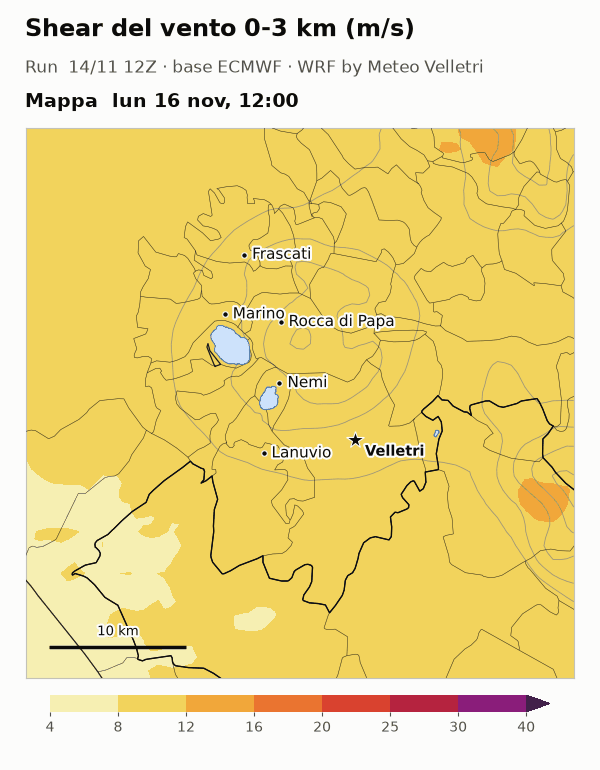 Shear del vento 0-3 km (m/s)
Run  14/11 12Z · base ECMWF · WRF by Meteo Velletri
Mappa  lun 16 nov, 12:00
Frascati
Marino
Rocca di Papa
Nemi
Velletri
Lanuvio
10 km
4 8 12 16 20 25 30 40